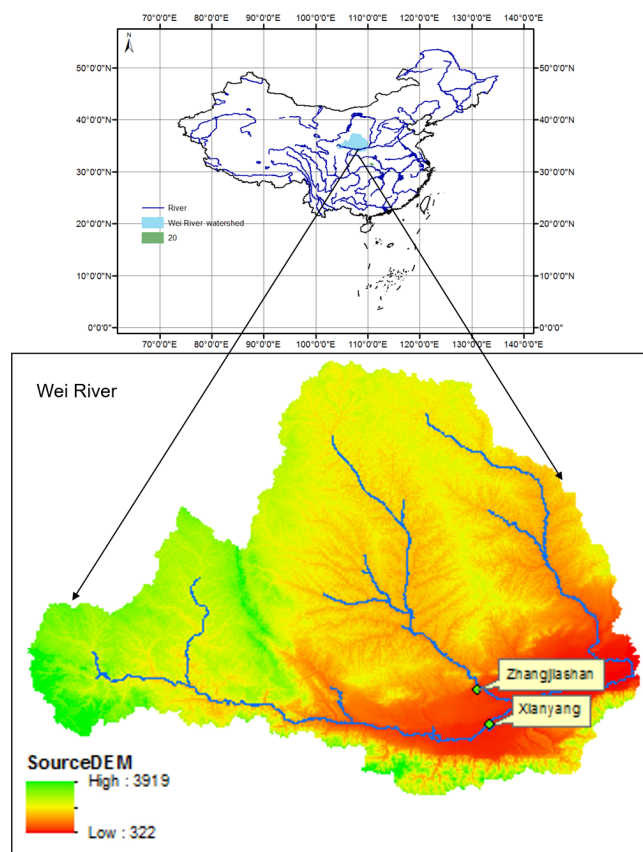 70°0'0"E 80°0'0"E 90°0'0"E 100°0'0"E 110°0'0"E 120°0'0"E 130°0'0"E 140°0'0"E
N
50°0'0"N 50°0'0"N
40°0'0"N 40°0'0"N
30°0'0"N 30°0'0"N
20°0'0"N 20°0'0"N
10°0'0"N 10°0'0"N
0°0'0" 0°0'0"
River
Wei River watershed
20
70°0'0"E 80°0'0"E 90°0'0"E 100°0'0"E 110°0'0"E 120°0'0"E 130°0'0"E 140°0'0"E
Wei River
Zhangjiashan
Xianyang
SourceDEM
High : 3919
Low : 322